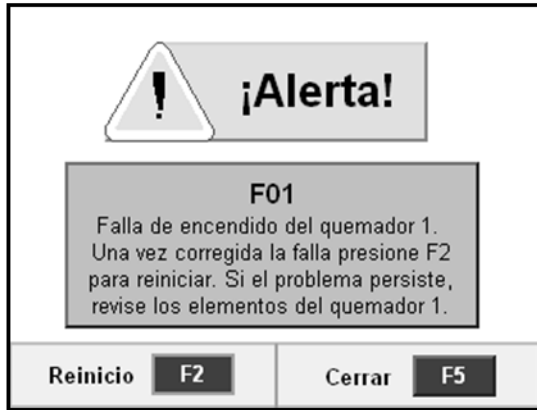 ¡Alerta!
F01
Falla de encendido del quemador 1.
Una vez corregida la falla presione F2
para reiniciar. Si el problema persiste,
revise los elementos del quemador 1.
Reinicio F2 Cerrar F5